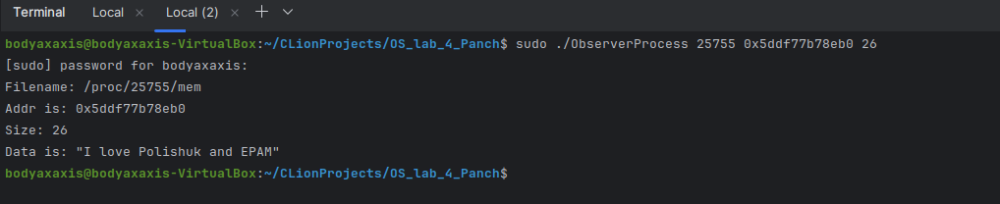 Terminal Local × Local (2) ×
bodyaxaxis@bodyaxaxis-VirtualBox:~/CLionProjects/OS_lab_4_Panch$ sudo ./ObserverProcess 25755 0x5ddf77b78eb0 26
[sudo] password for bodyaxaxis:
Filename: /proc/25755/mem
Addr is: 0x5ddf77b78eb0
Size: 26
Data is: "I love Polishuk and EPAM"
bodyaxaxis@bodyaxaxis-VirtualBox:~/CLionProjects/OS_lab_4_Panch$